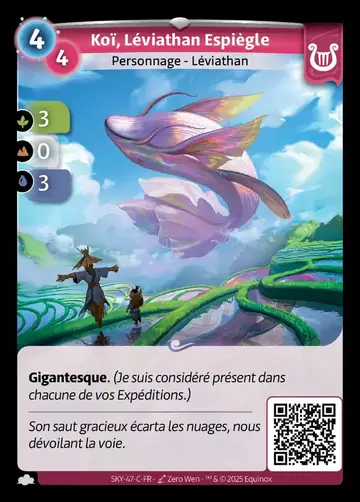 4
4
Koï, Léviathan Espiègle
Personnage - Léviathan
3
0
3
Gigantesque. (Je suis considéré présent dans
chacune de vos Expéditions.)
Son saut gracieux écarta les nuages, nous
dévoilant la voie.
SKY-47-C-FR - Zero Wen - ™ & © 2025 Equinox